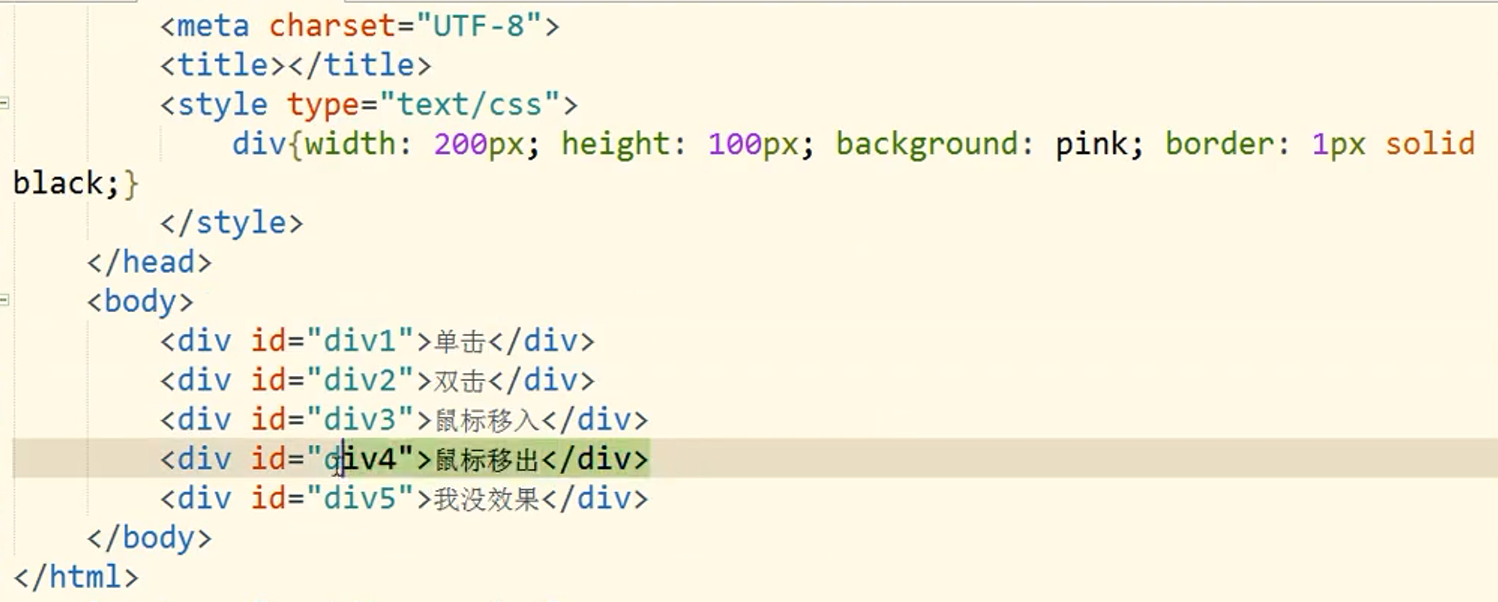 <meta charset="UTF-8">
<title></title>
<style type="text/css">
div{width: 200px; height: 100px; background: pink; border: 1px solid
black;}
</style>
</head>
<body>
<div id="div1">单击</div>
<div id="div2">双击</div>
<div id="div3">鼠标移入</div>
<div id="div4">鼠标移出</div>
<div id="div5">我没效果</div>
</body>
</html>